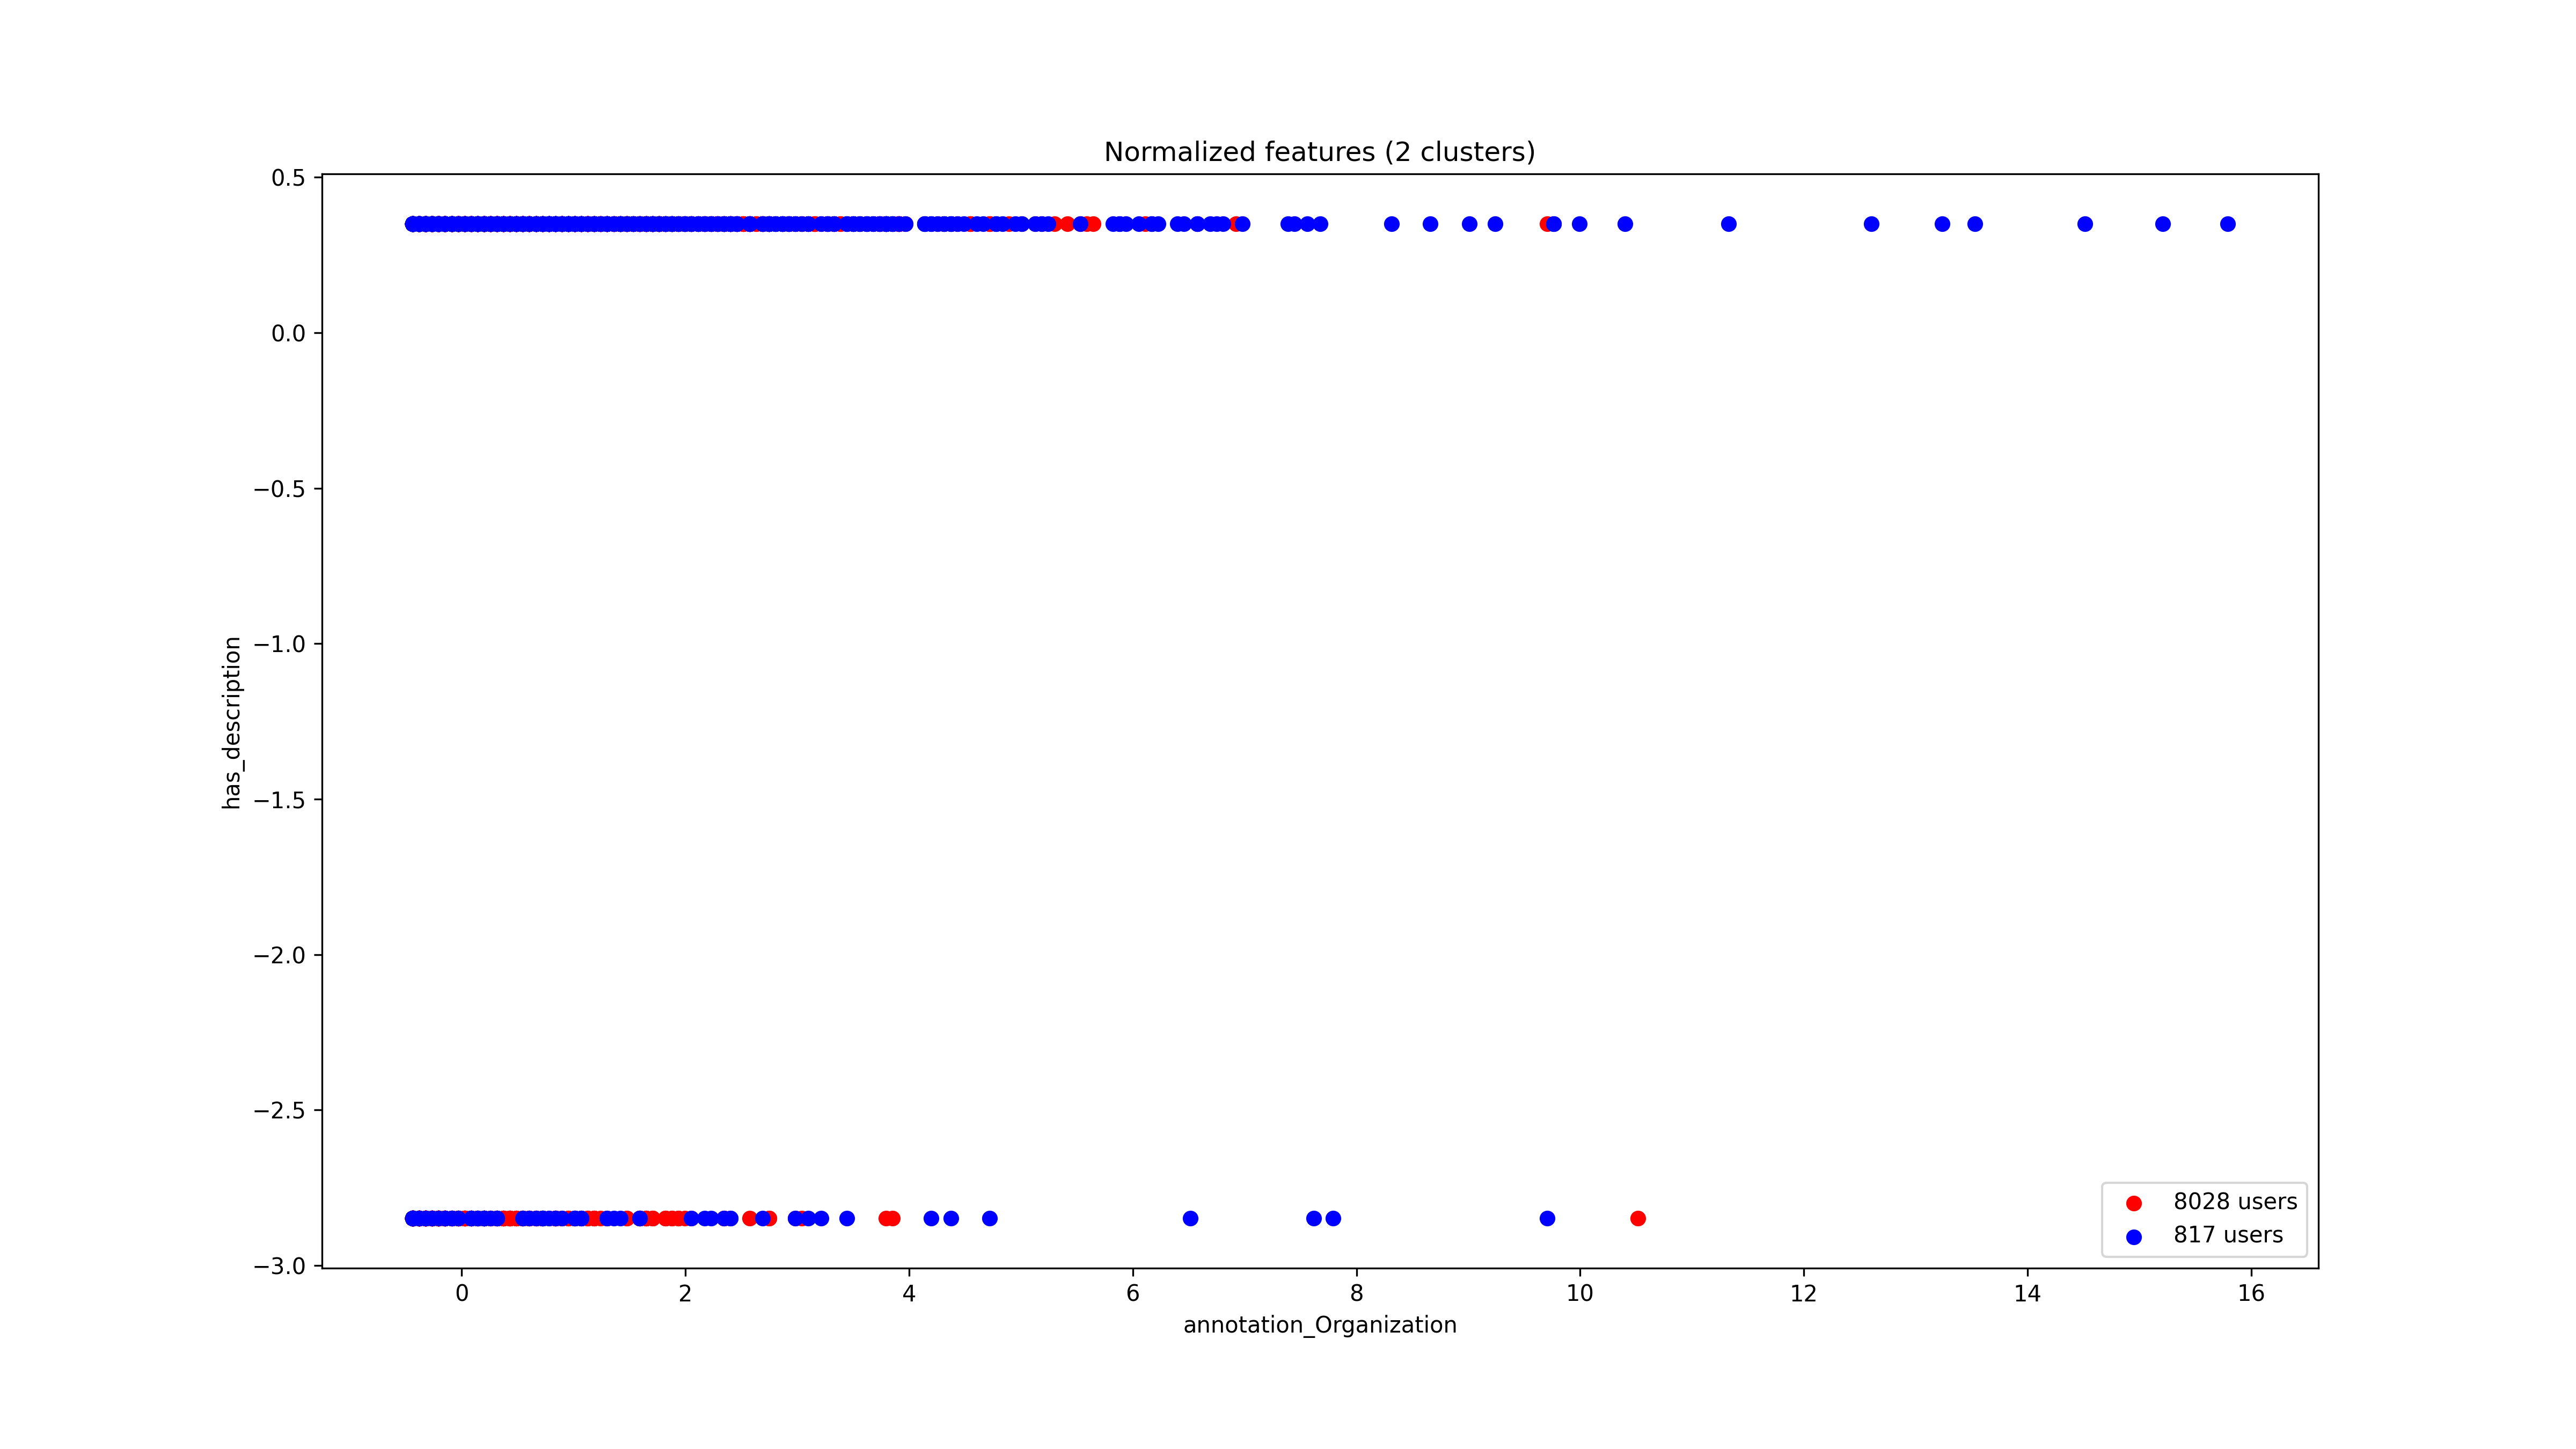 Normalized features (2 clusters)
0.5
0.0
−0.5
−1.0
−1.5
−2.0
−2.5
−3.0
has_description
0 2 4 6 8 10 12 14 16
annotation_Organization
8028 users
817 users